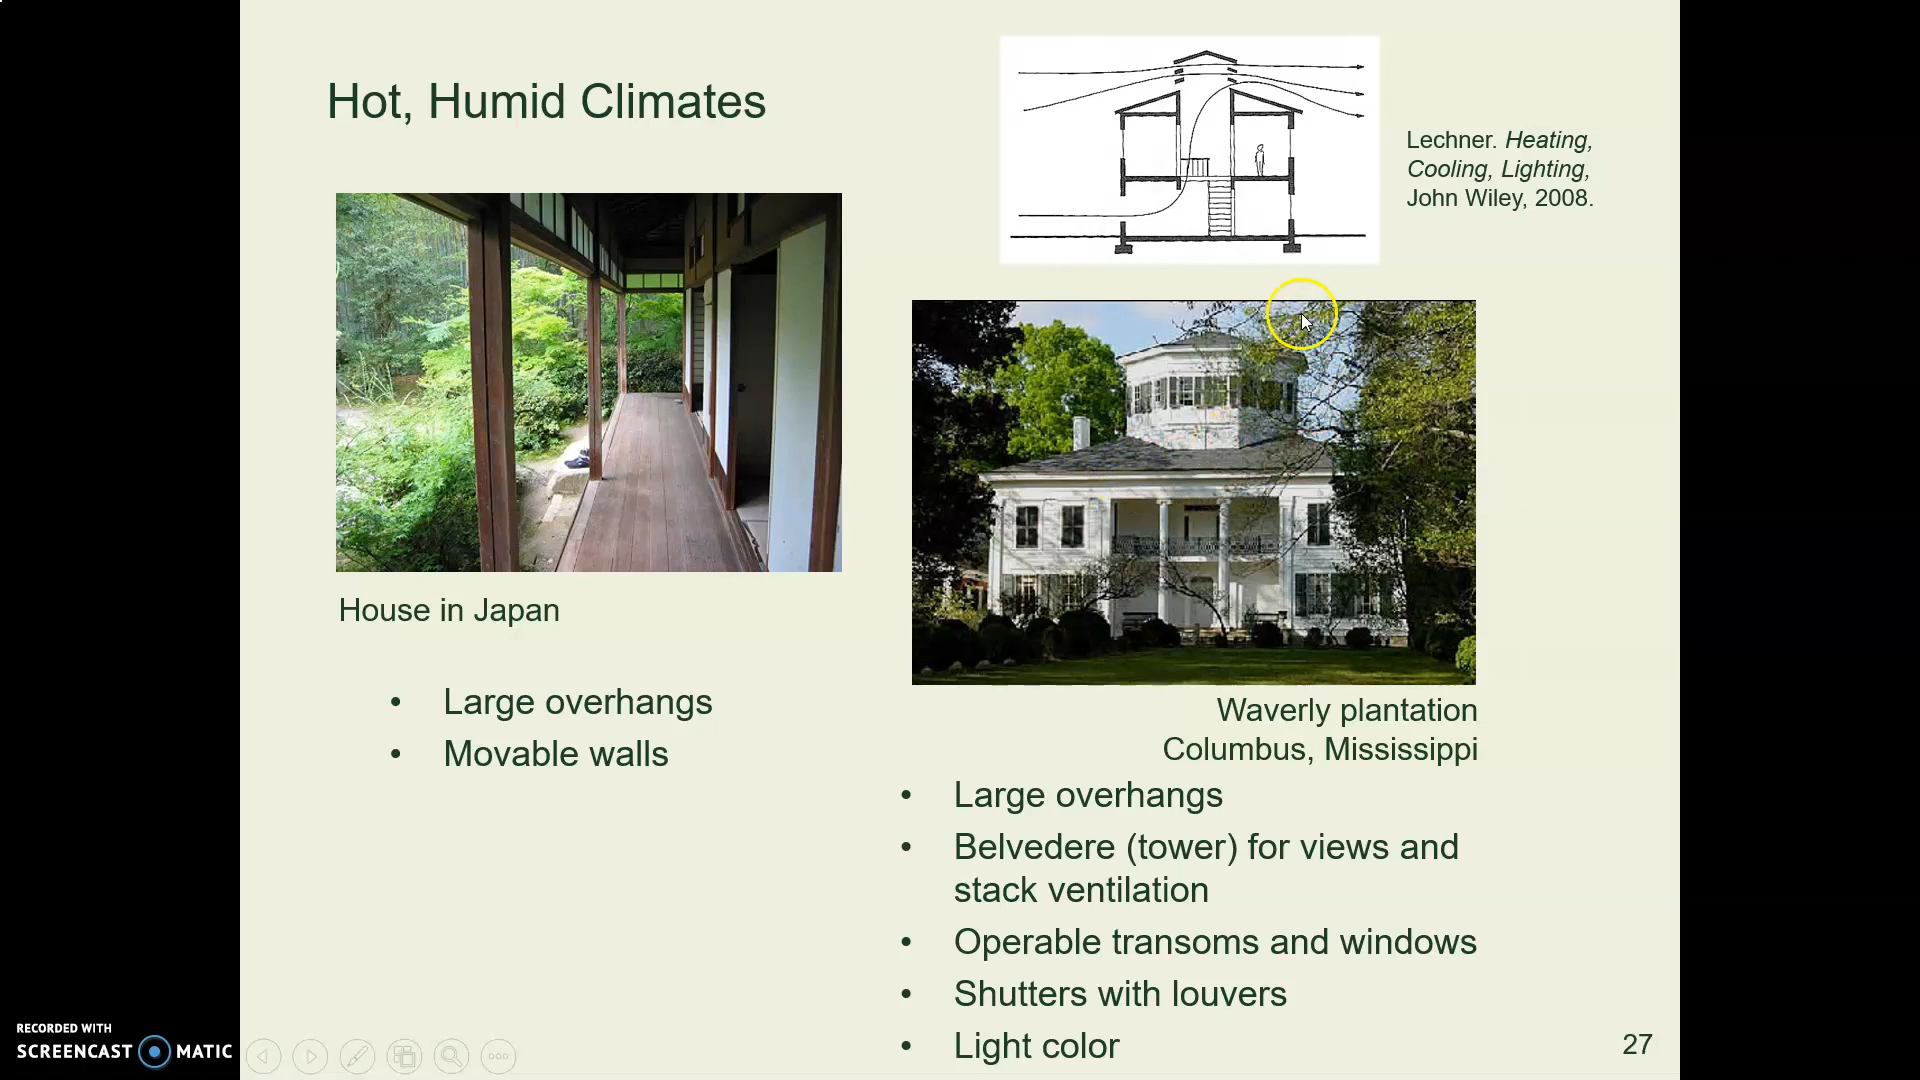 Hot, Humid Climates
Lechner. Heating,
Cooling, Lighting,
John Wiley, 2008.
House in Japan
• Large overhangs
• Movable walls
Waverly plantation
Columbus, Mississippi
• Large overhangs
• Belvedere (tower) for views and
stack ventilation
• Operable transoms and windows
• Shutters with louvers
• Light color
27
RECORDED WITH
SCREENCAST MATIC